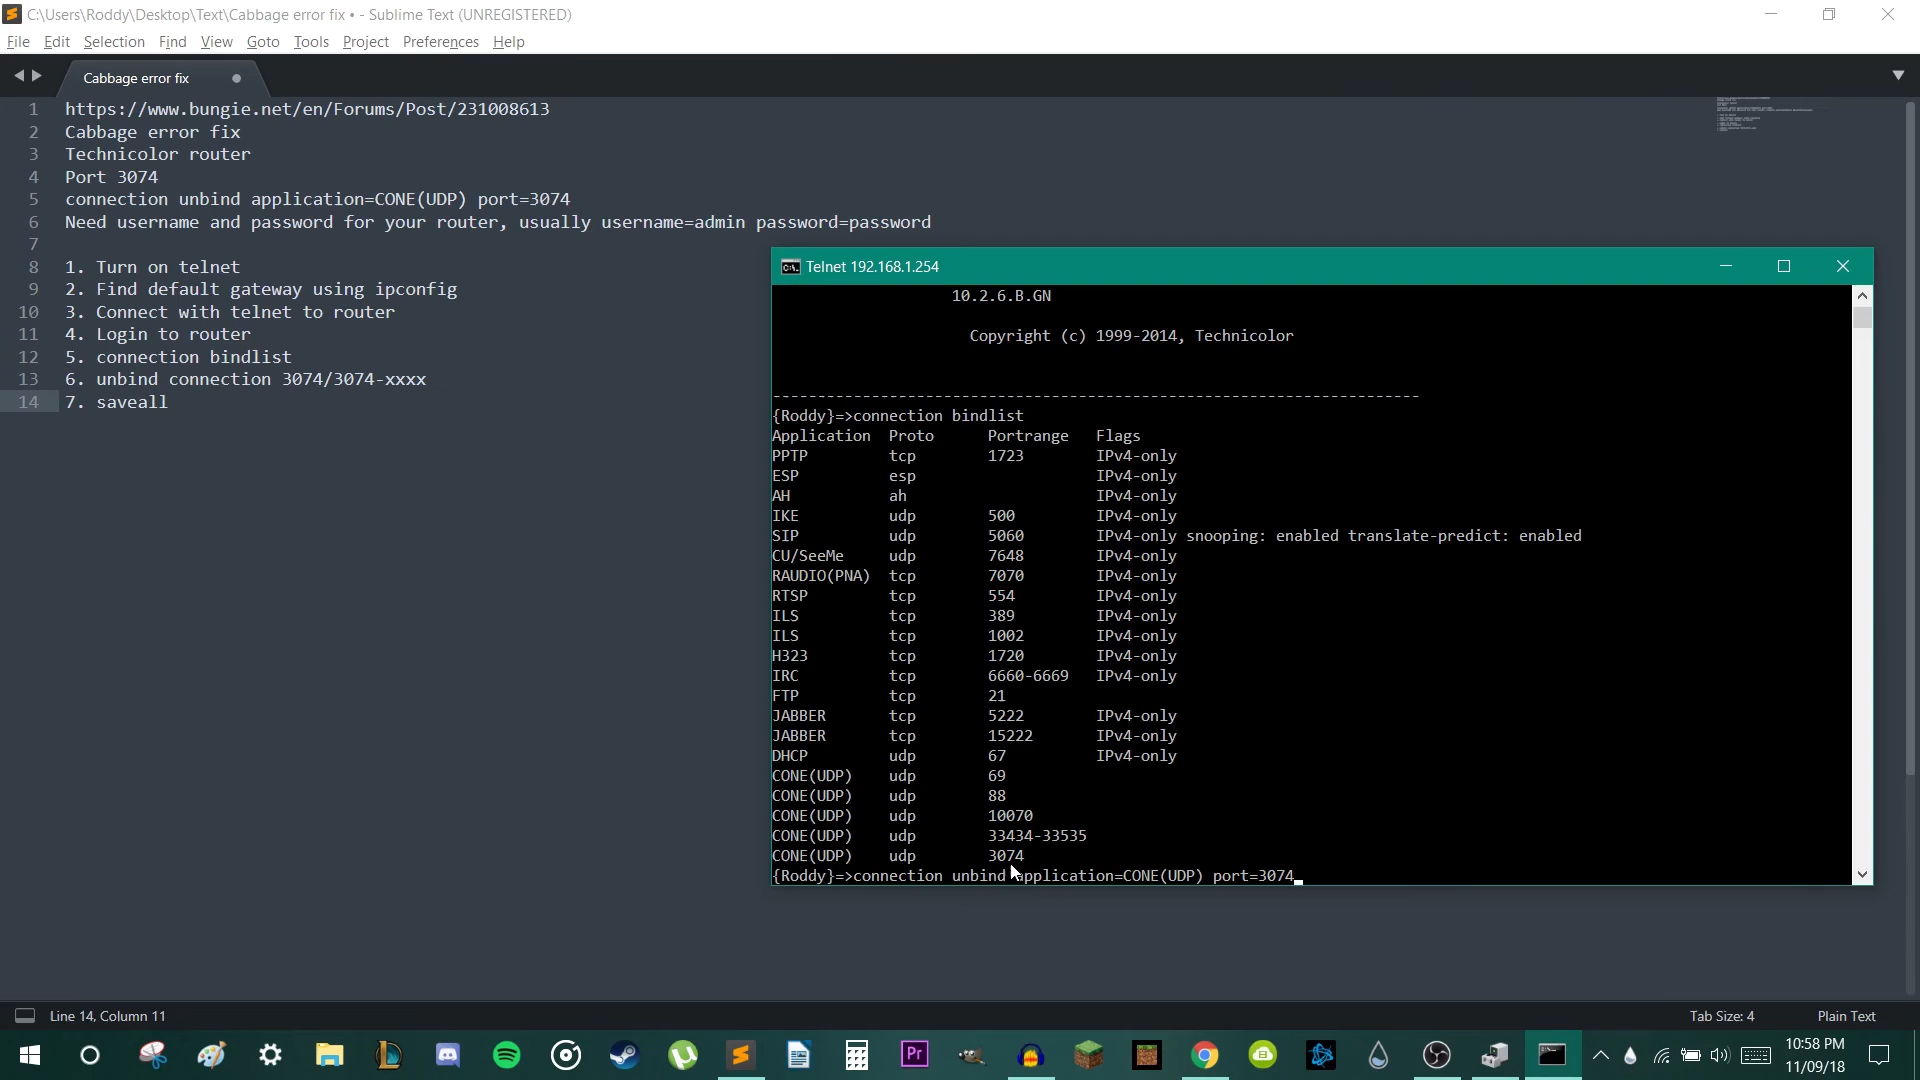 C:\Users\Roddy\Desktop\Text\Cabbage error fix • - Sublime Text (UNREGISTERED)
File Edit Selection Find View Goto Tools Project Preferences Help
Cabbage error fix
1 https://www.bungie.net/en/Forums/Post/231008613
2 Cabbage error fix
3 Technicolor router
4 Port 3074
5 connection unbind application=CONE(UDP) port=3074
6 Need username and password for your router, usually username=admin password=password
7
8 1. Turn on telnet
9 2. Find default gateway using ipconfig
10 3. Connect with telnet to router
11 4. Login to router
12 5. connection bindlist
13 6. unbind connection 3074/3074-xxxx
14 7. saveall
Telnet 192.168.1.254
10.2.6.B.GN
Copyright (c) 1999-2014, Technicolor
------------------------------------------------------------------------
{Roddy}=>connection bindlist
Application Proto Portrange Flags
PPTP tcp 1723 IPv4-only
ESP esp IPv4-only
AH ah IPv4-only
IKE udp 500 IPv4-only
SIP udp 5060 IPv4-only snooping: enabled translate-predict: enabled
CU/SeeMe udp 7648 IPv4-only
RAUDIO(PNA) tcp 7070 IPv4-only
RTSP tcp 554 IPv4-only
ILS tcp 389 IPv4-only
ILS tcp 1002 IPv4-only
H323 tcp 1720 IPv4-only
IRC tcp 6660-6669 IPv4-only
FTP tcp 21
JABBER tcp 5222 IPv4-only
JABBER tcp 15222 IPv4-only
DHCP udp 67 IPv4-only
CONE(UDP) udp 69
CONE(UDP) udp 88
CONE(UDP) udp 10070
CONE(UDP) udp 33434-33535
CONE(UDP) udp 3074
{Roddy}=>connection unbind application=CONE(UDP) port=3074_
Line 14, Column 11
Tab Size: 4
Plain Text
Pr
10:58 PM
11/09/18